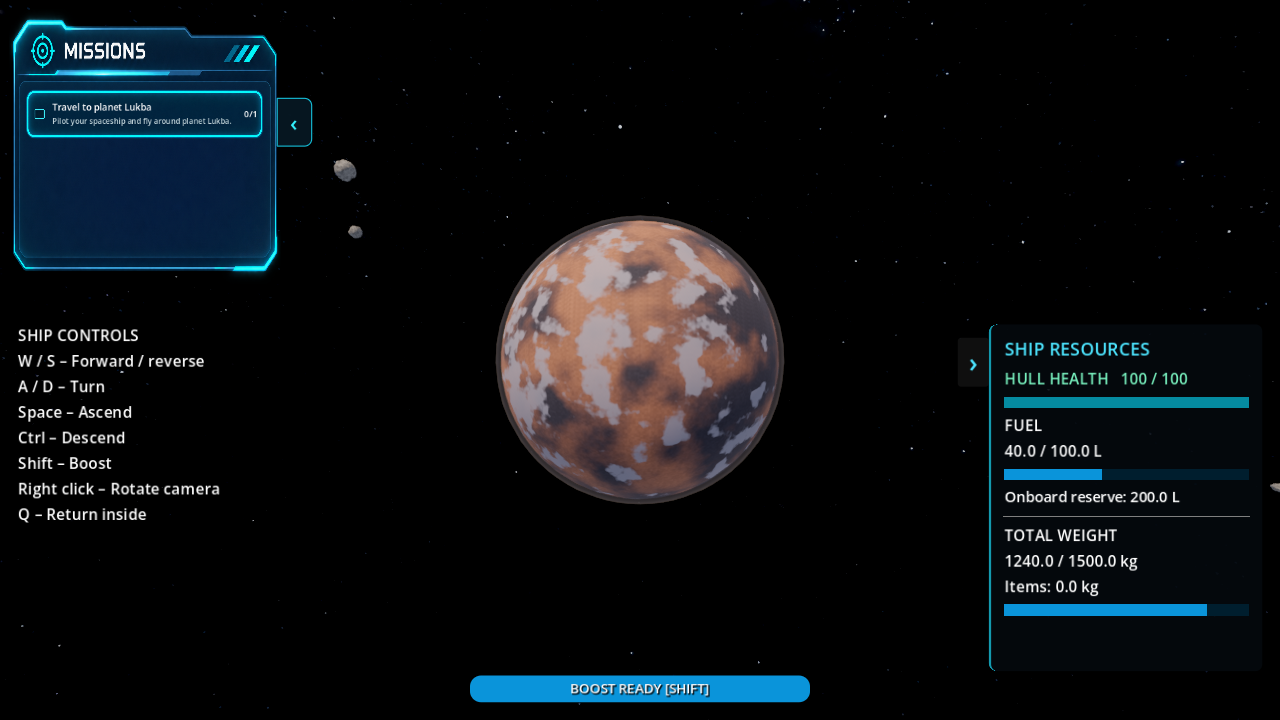 MISSIONS
Travel to planet Lukba
Pilot your spaceship and fly around planet Lukba.
0/1
‹
SHIP CONTROLS
W / S – Forward / reverse
A / D – Turn
Space – Ascend
Ctrl – Descend
Shift – Boost
Right click – Rotate camera
Q – Return inside
›
SHIP RESOURCES
HULL HEALTH 100 / 100
FUEL
40.0 / 100.0 L
Onboard reserve: 200.0 L
TOTAL WEIGHT
1240.0 / 1500.0 kg
Items: 0.0 kg
BOOST READY [SHIFT]